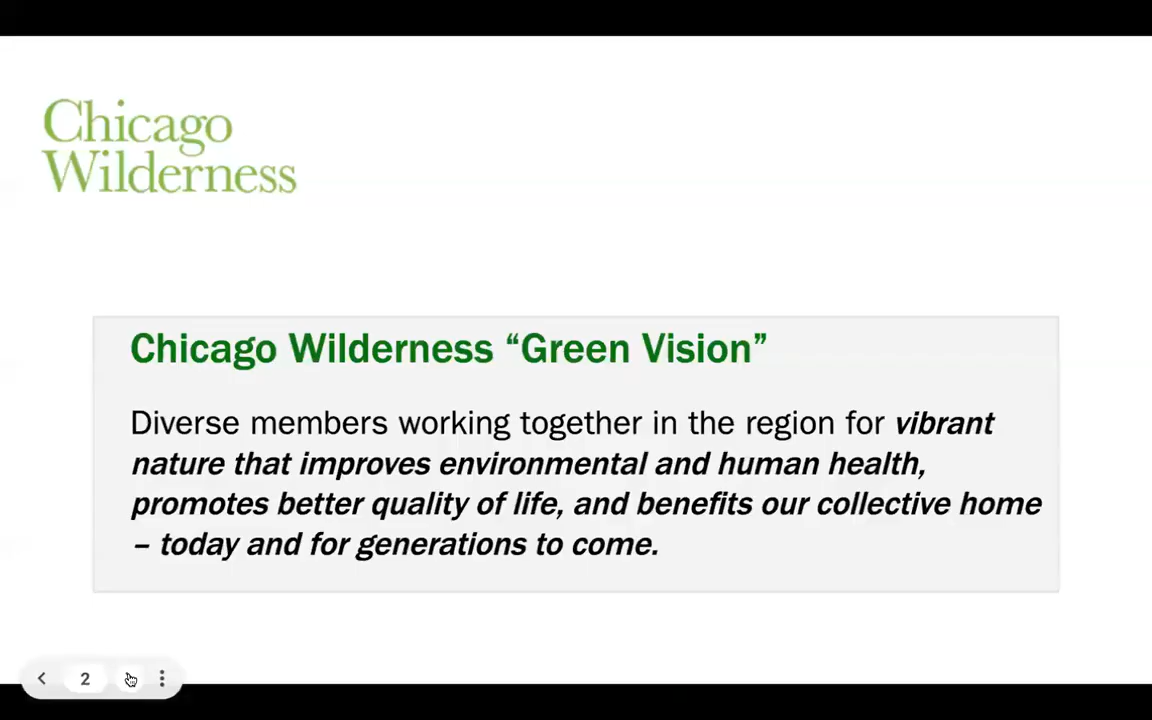 Chicago
Wilderness
Chicago Wilderness “Green Vision”
Diverse members working together in the region for vibrant
nature that improves environmental and human health,
promotes better quality of life, and benefits our collective home
– today and for generations to come.
2